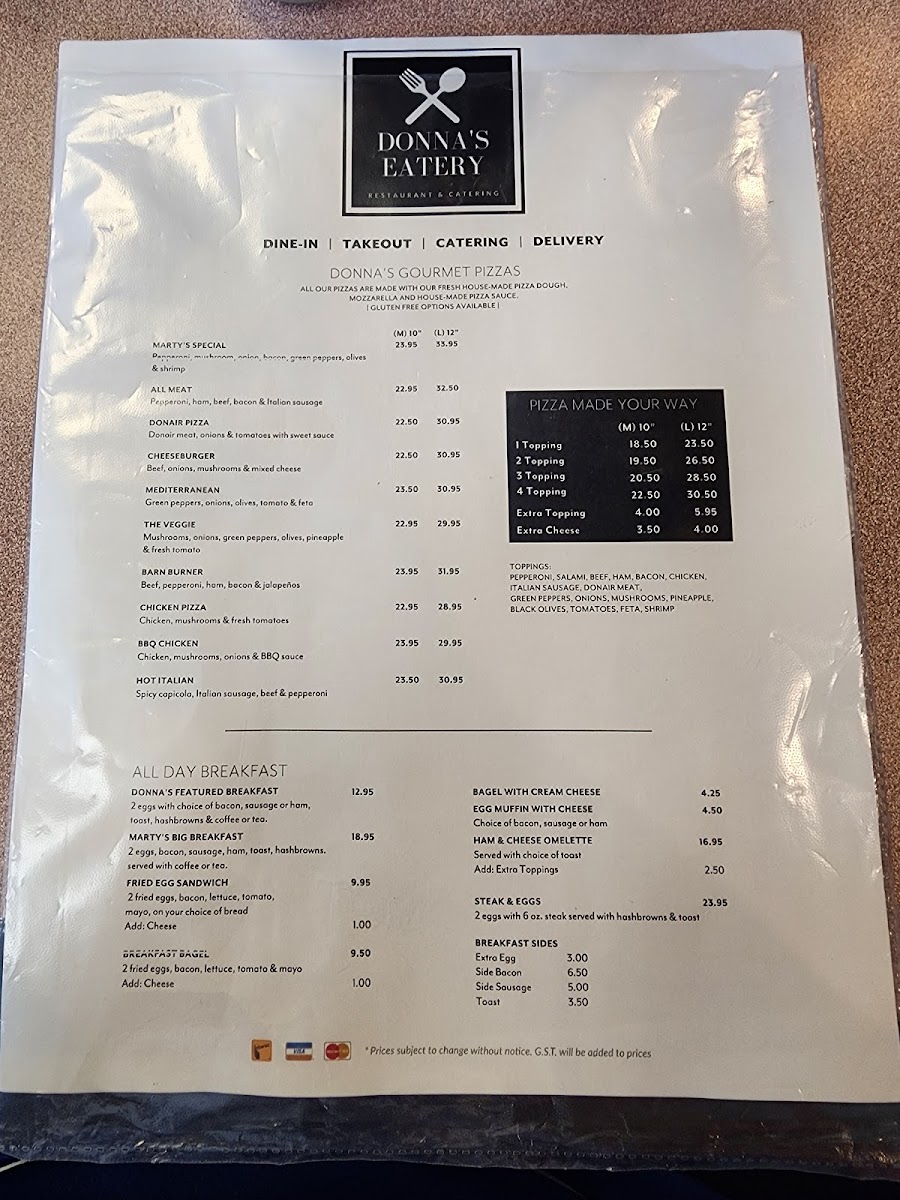 DONNA'S
EATERY
RESTAURANT & CATERING
DINE-IN | TAKEOUT | CATERING | DELIVERY
DONNA'S GOURMET PIZZAS
ALL OUR PIZZAS ARE MADE WITH OUR FRESH HOUSE-MADE PIZZA DOUGH,
MOZZARELLA AND HOUSE-MADE PIZZA SAUCE.
| GLUTEN FREE OPTIONS AVAILABLE |
(M) 10" (L) 12"
MARTY'S SPECIAL 23.95 33.95
Pepperoni, mushroom, onion, bacon, green peppers, olives
& shrimp
ALL MEAT 22.95 32.50
Pepperoni, ham, beef, bacon & Italian sausage
DONAIR PIZZA 22.50 30.95
Donair meat, onions & tomatoes with sweet sauce
CHEESEBURGER 22.50 30.95
Beef, onions, mushrooms & mixed cheese
MEDITERRANEAN 23.50 30.95
Green peppers, onions, olives, tomato & feta
THE VEGGIE 22.95 29.95
Mushrooms, onions, green peppers, olives, pineapple
& fresh tomato
BARN BURNER 23.95 31.95
Beef, pepperoni, ham, bacon & jalapeños
CHICKEN PIZZA 22.95 28.95
Chicken, mushrooms & fresh tomatoes
BBQ CHICKEN 23.95 29.95
Chicken, mushrooms, onions & BBQ sauce
HOT ITALIAN 23.50 30.95
Spicy capicola, Italian sausage, beef & pepperoni
PIZZA MADE YOUR WAY
(M) 10" (L) 12"
1 Topping 18.50 23.50
2 Topping 19.50 26.50
3 Topping 20.50 28.50
4 Topping 22.50 30.50
Extra Topping 4.00 5.95
Extra Cheese 3.50 4.00
TOPPINGS:
PEPPERONI, SALAMI, BEEF, HAM, BACON, CHICKEN,
ITALIAN SAUSAGE, DONAIR MEAT,
GREEN PEPPERS, ONIONS, MUSHROOMS, PINEAPPLE,
BLACK OLIVES, TOMATOES, FETA, SHRIMP
ALL DAY BREAKFAST
DONNA'S FEATURED BREAKFAST 12.95
2 eggs with choice of bacon, sausage or ham,
toast, hashbrowns & coffee or tea.
MARTY'S BIG BREAKFAST 18.95
2 eggs, bacon, sausage, ham, toast, hashbrowns.
served with coffee or tea.
FRIED EGG SANDWICH 9.95
2 fried eggs, bacon, lettuce, tomato,
mayo, on your choice of bread
Add: Cheese 1.00
BREAKFAST BAGEL 9.50
2 fried eggs, bacon, lettuce, tomato & mayo
Add: Cheese 1.00
BAGEL WITH CREAM CHEESE 4.25
EGG MUFFIN WITH CHEESE 4.50
Choice of bacon, sausage or ham
HAM & CHEESE OMELETTE 16.95
Served with choice of toast
Add: Extra Toppings 2.50
STEAK & EGGS 23.95
2 eggs with 6 oz. steak served with hashbrowns & toast
BREAKFAST SIDES
Extra Egg 3.00
Side Bacon 6.50
Side Sausage 5.00
Toast 3.50
VISA
*Prices subject to change without notice. G.S.T. will be added to prices